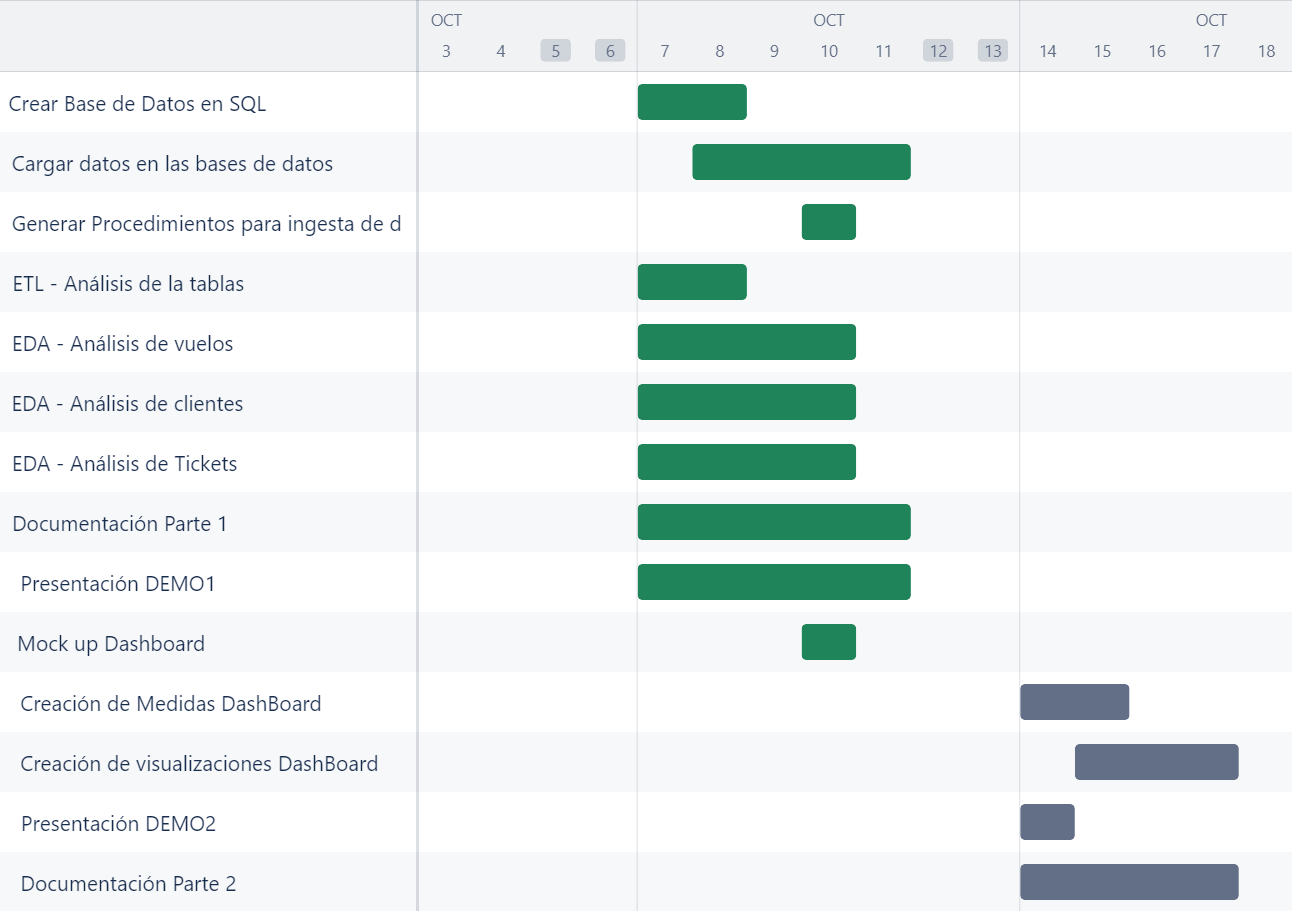 OCT OCT OCT
3 4 5 6 7 8 9 10 11 12 13 14 15 16 17 18
Crear Base de Datos en SQL
Cargar datos en las bases de datos
Generar Procedimientos para ingesta de d
ETL - Análisis de la tablas
EDA - Análisis de vuelos
EDA - Análisis de clientes
EDA - Análisis de Tickets
Documentación Parte 1
Presentación DEMO1
Mock up Dashboard
Creación de Medidas DashBoard
Creación de visualizaciones DashBoard
Presentación DEMO2
Documentación Parte 2